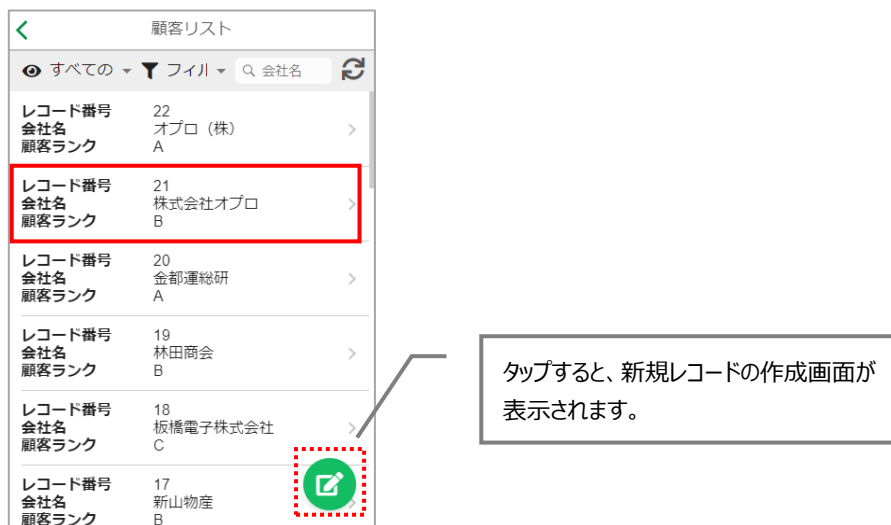 顧客リスト
すべての フィル 会社名
レコード番号 22
会社名 オプロ（株）
顧客ランク A
レコード番号 21
会社名 株式会社オプロ
顧客ランク B
レコード番号 20
会社名 金都運総研
顧客ランク A
レコード番号 19
会社名 林田商会
顧客ランク B
レコード番号 18
会社名 板橋電子株式会社
顧客ランク C
レコード番号 17
会社名 新山物産
顧客ランク B
タップすると、新規レコードの作成画面が
表示されます。